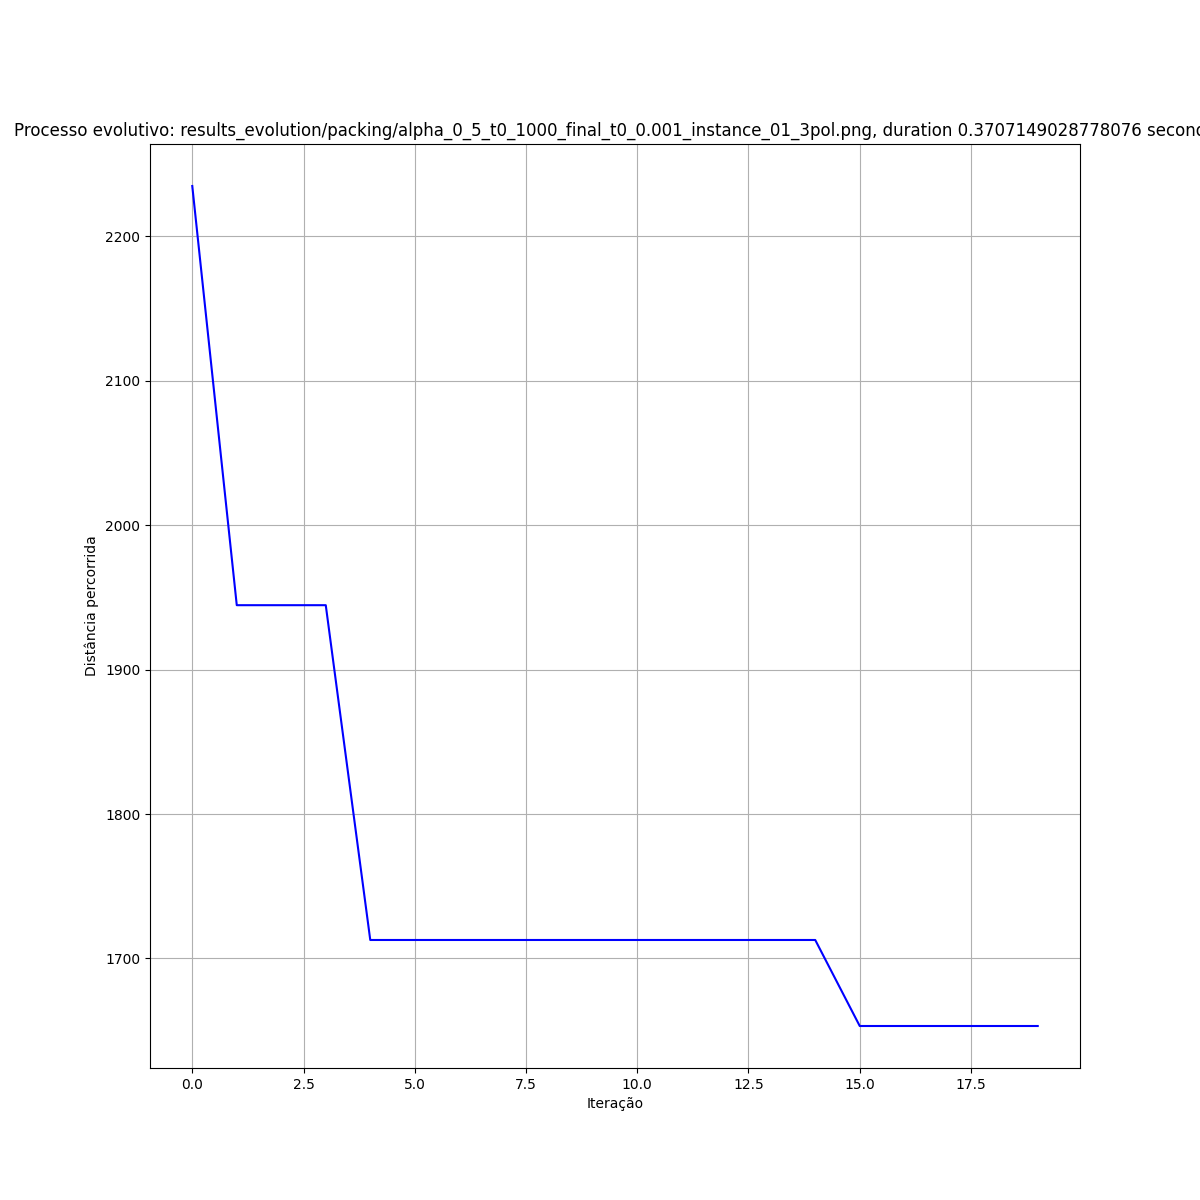 Processo evolutivo: results_evolution/packing/alpha_0_5_t0_1000_final_t0_0.001_instance_01_3pol.png, duration 0.3707149028778076
2200
2100
2000
1900
1800
1700
Distância percorrida
0.0 2.5 5.0 7.5 10.0 12.5 15.0 17.5
Iteração